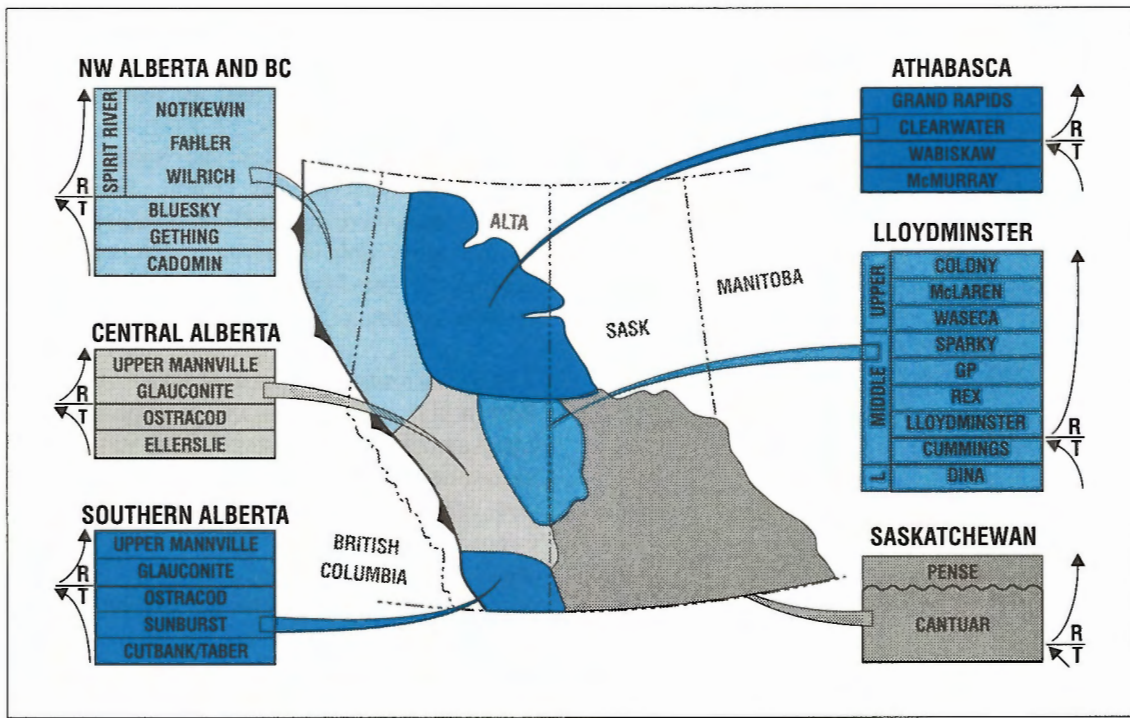 NW ALBERTA AND BC
SPIRIT RIVER
NOTIKEWIN
FAHLER
WILRICH
BLUESKY
GETHING
CADOMIN
R
T
CENTRAL ALBERTA
UPPER MANNVILLE
GLAUCONITE
OSTRACOD
ELLERSLIE
R
T
SOUTHERN ALBERTA
UPPER MANNVILLE
GLAUCONITE
OSTRACOD
SUNBURST
CUTBANK/TABER
R
T
ALTA
SASK
MANITOBA
BRITISH
COLUMBIA
ATHABASCA
GRAND RAPIDS
CLEARWATER
WABISKAW
McMURRAY
R
T
LLOYDMINSTER
UPPER
COLONY
McLAREN
WASECA
MIDDLE
SPARKY
GP
REX
LLOYDMINSTER
CUMMINGS
L
DINA
R
T
SASKATCHEWAN
PENSE
CANTUAR
R
T